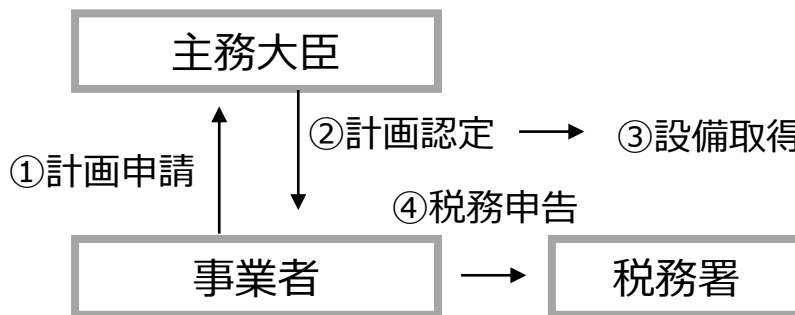 主務大臣
②計画認定
③設備取得
①計画申請
④税務申告
事業者
税務署